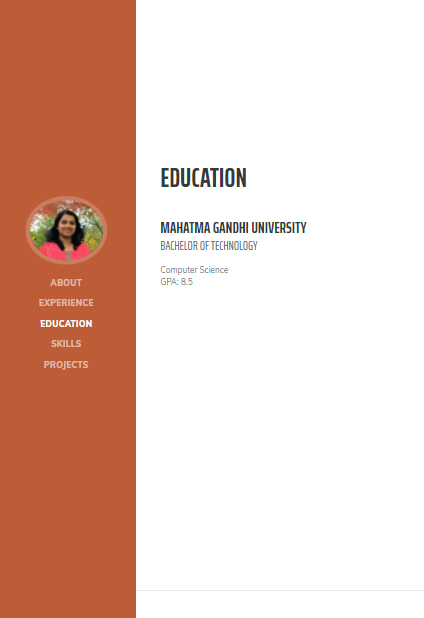 ABOUT
EXPERIENCE
EDUCATION
SKILLS
PROJECTS
EDUCATION
MAHATMA GANDHI UNIVERSITY
BACHELOR OF TECHNOLOGY
Computer Science
GPA: 8.5